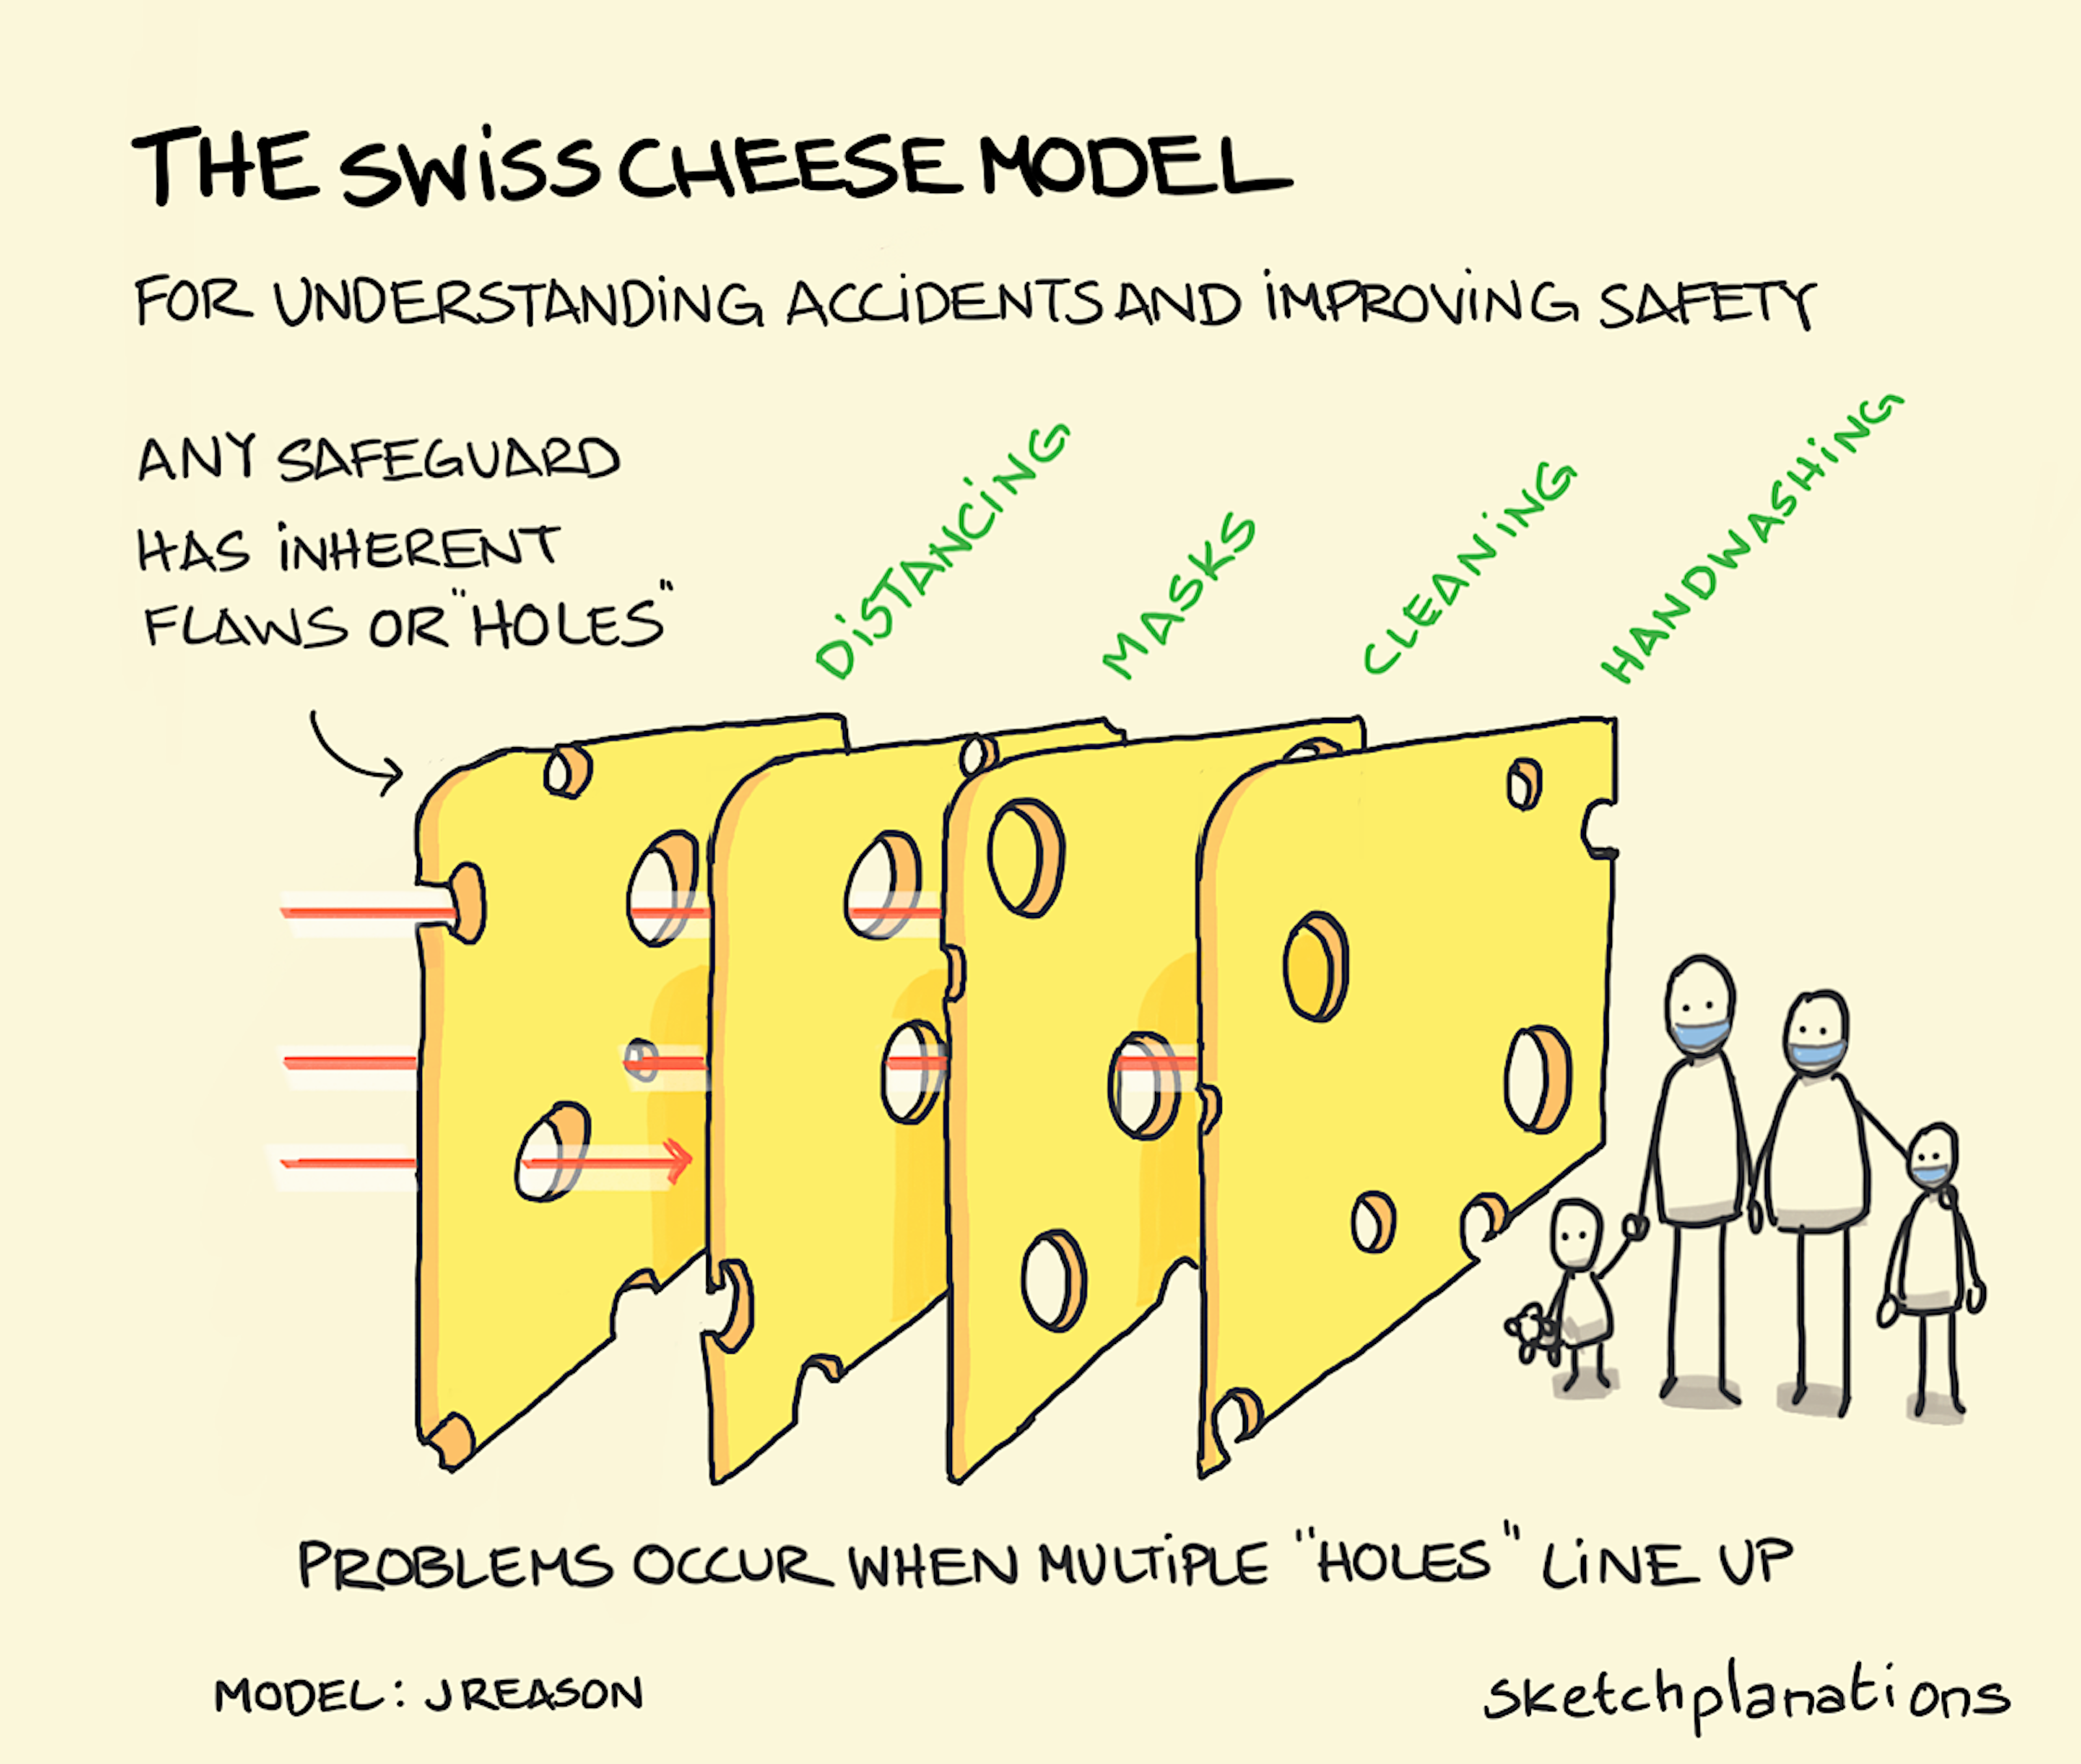 THE SWISS CHEESE MODEL
FOR UNDERSTANDING ACCIDENTS AND IMPROVING SAFETY
ANY SAFEGUARD
HAS INHERENT
FLAWS OR "HOLES"
DISTANCING
MASKS
CLEANING
HANDWASHING
PROBLEMS OCCUR WHEN MULTIPLE "HOLES" LINE UP
MODEL: J REASON
sketchplanations